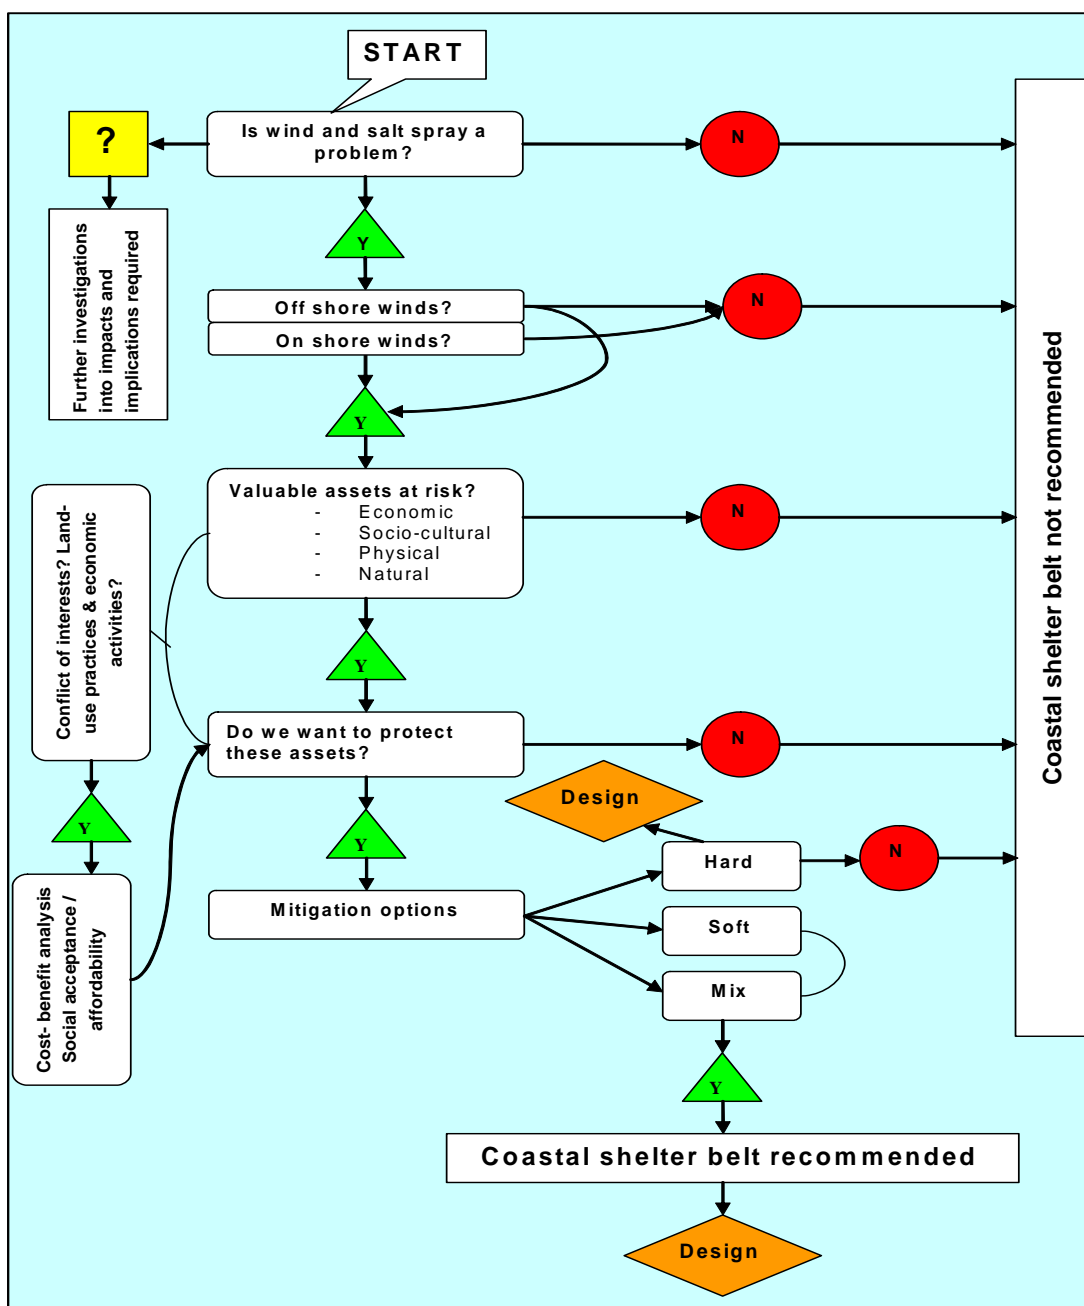 START
?
Is wind and salt spray a
problem?
N
Further investigations
into impacts and
implications required
Y
Off shore winds?
On shore winds?
N
Y
Valuable assets at risk?
- Economic
- Socio-cultural
- Physical
- Natural
N
Conflict of interests? Land-
use practices & economic
activities?
Y
Do we want to protect
these assets?
N
Y
Cost- benefit analysis
Social acceptance /
affordability
Y
Mitigation options
Design
Hard
N
Soft
Mix
Y
Coastal shelter belt not recommended
Coastal shelter belt recommended
Design